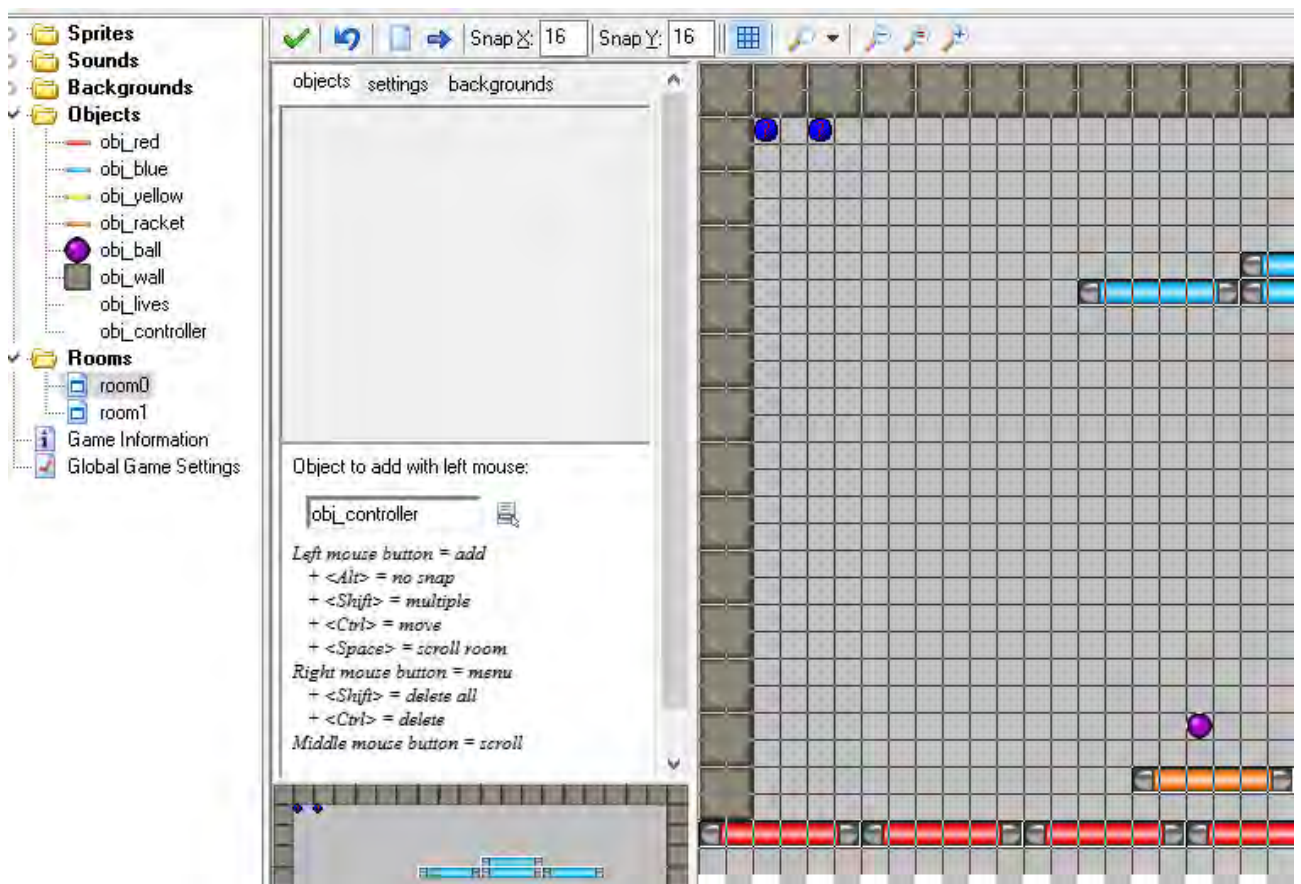 Sprites
Sounds
Backgrounds
Objects
obj_red
obj_blue
obj_yellow
obj_racket
obj_ball
obj_wall
obj_lives
obj_controller
Rooms
room0
room1
Game Information
Global Game Settings
Snap X: 16 Snap Y: 16
objects settings backgrounds
Object to add with left mouse:
obj_controller
Left mouse button = add
+ <Alt> = no snap
+ <Shift> = multiple
+ <Ctrl> = move
+ <Space> = scroll room
Right mouse button = menu
+ <Shift> = delete all
+ <Ctrl> = delete
Middle mouse button = scroll
? ?